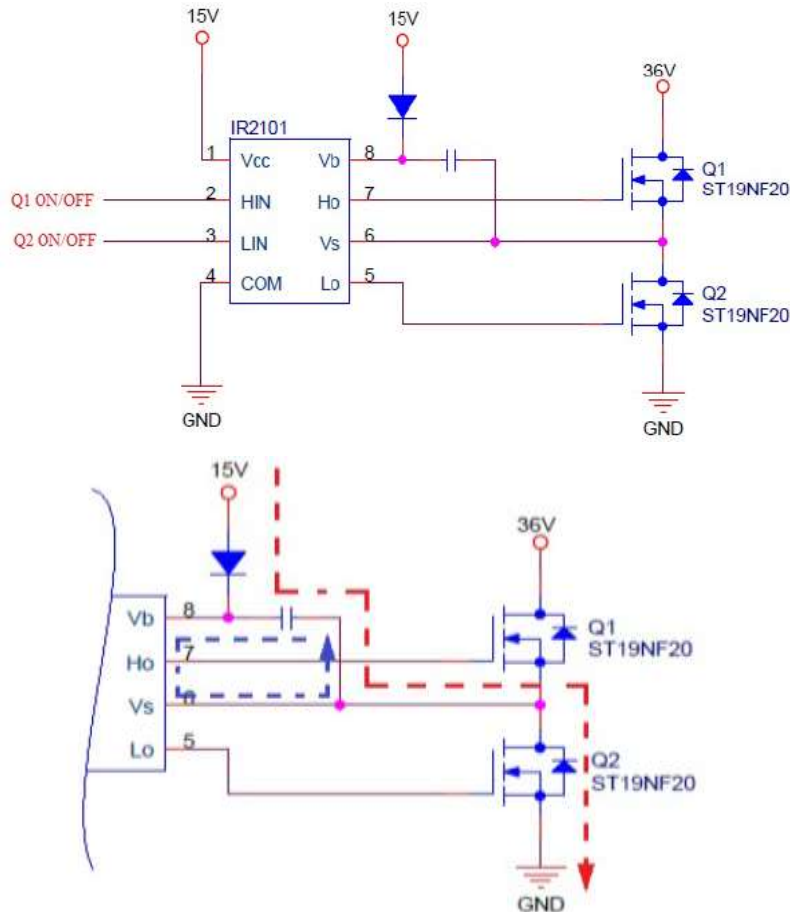 15V
15V
36V
IR2101
1 Vcc Vb 8
Q1
ST19NF20
Q1 ON/OFF 2 HIN Ho 7
Q2 ON/OFF 3 LIN Vs 6
4 COM Lo 5
Q2
ST19NF20
GND
GND
15V
36V
Vb 8
Q1
ST19NF20
Ho 7
Vs 6
Lo 5
Q2
ST19NF20
GND